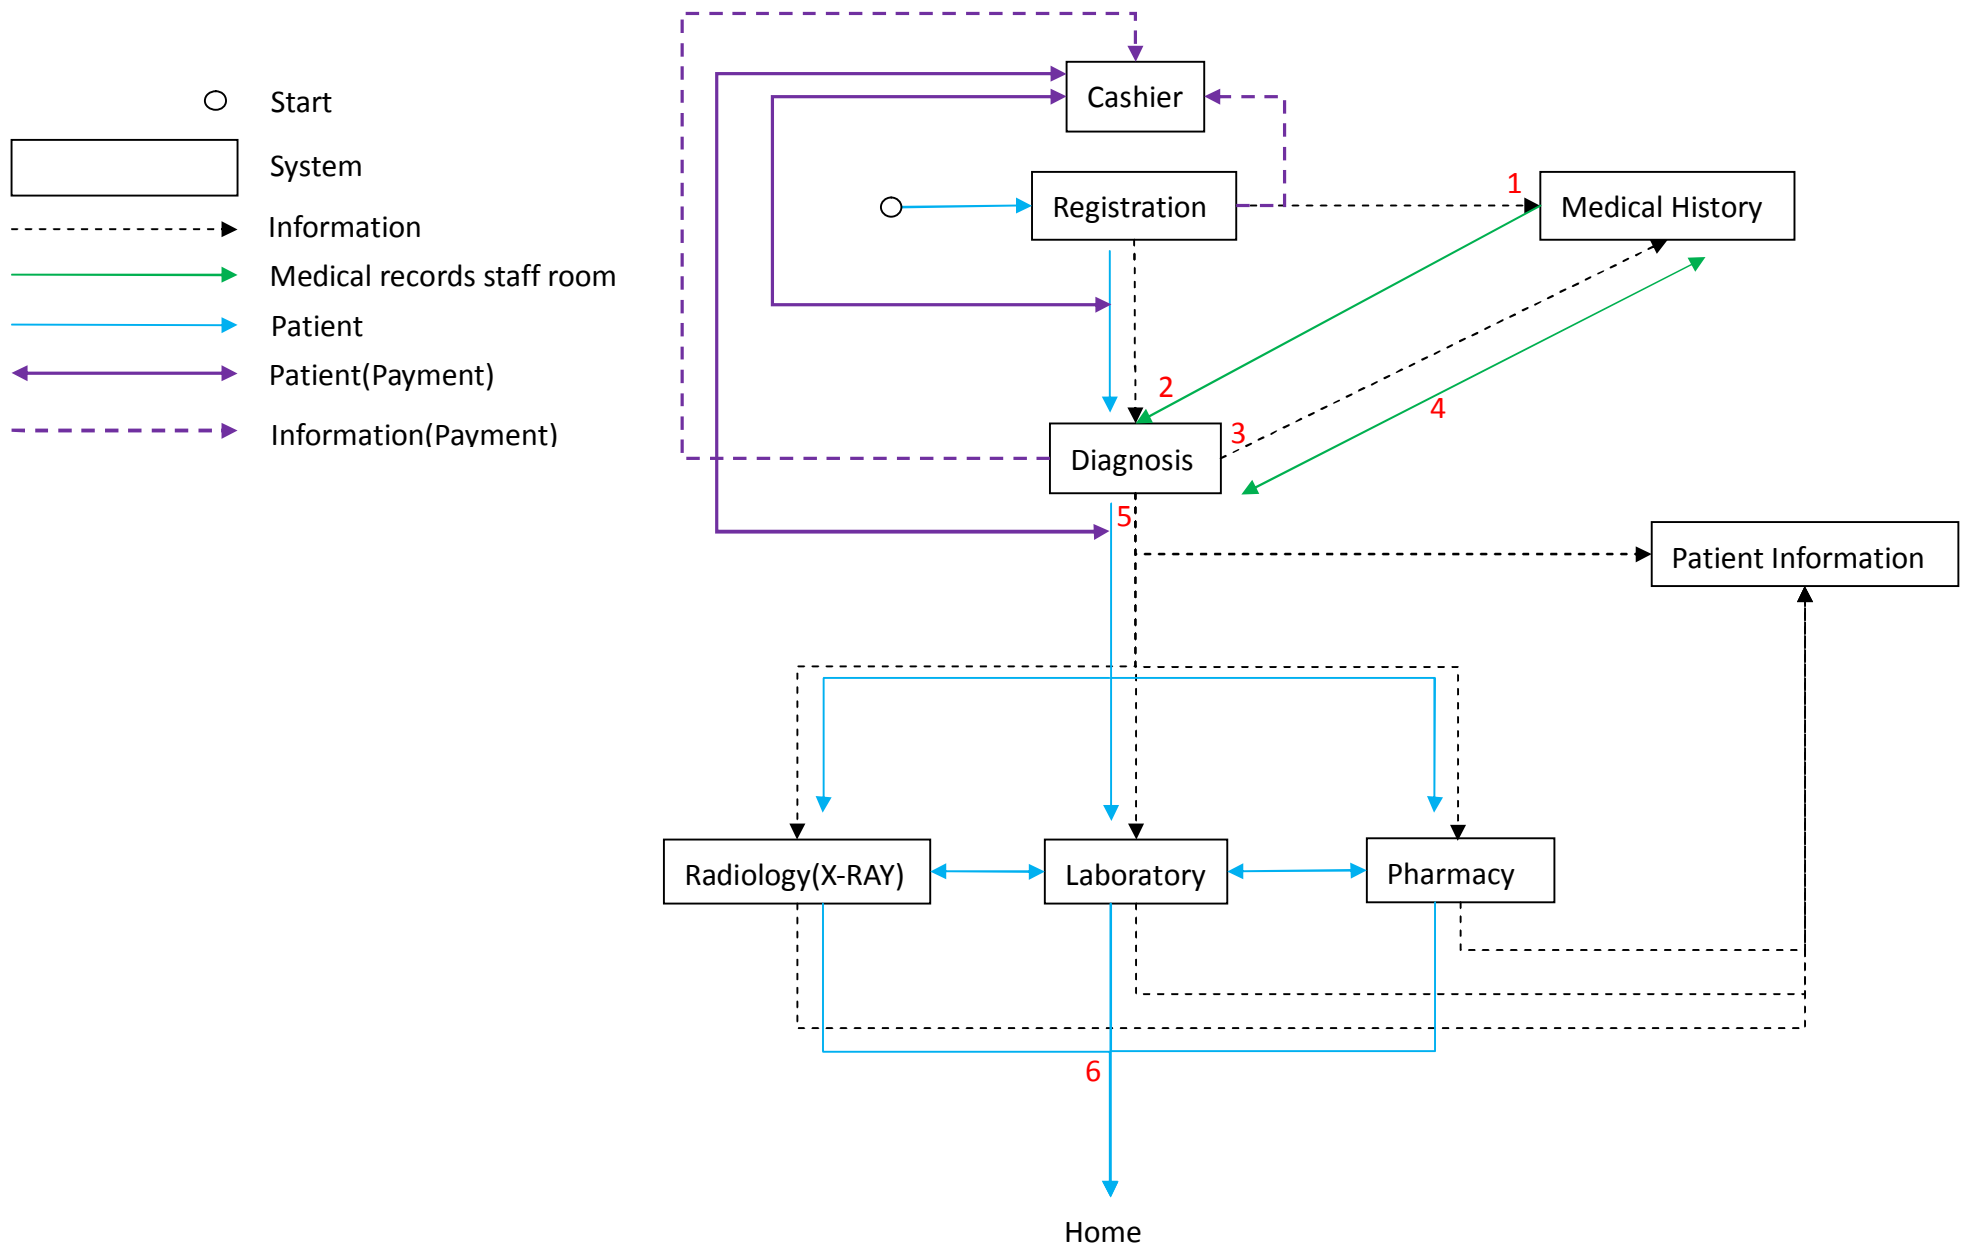 Start
System
Information
Medical records staff room
Patient
Patient(Payment)
Information(Payment)
Cashier
Registration
1
Medical History
2
4
3
Diagnosis
5
Patient Information
Radiology(X-RAY)
Laboratory
Pharmacy
6
Home